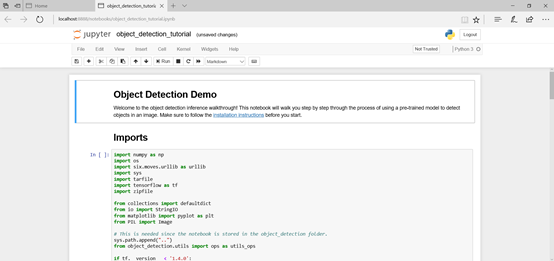 Home
object_detection_tutoria
localhost:8888/notebooks/object_detection_tutorial.ipynb
jupyter object_detection_tutorial (unsaved changes)
Logout
File Edit View Insert Cell Kernel Widgets Help
Not Trusted
Python 3
Run
Markdown
Object Detection Demo
Welcome to the object detection inference walkthrough! This notebook will walk you step by step through the process of using a pre-trained model to detect
objects in an image. Make sure to follow the installation instructions before you start.
Imports
In [ ]:
import numpy as np
import os
import six.moves.urllib as urllib
import sys
import tarfile
import tensorflow as tf
import zipfile
from collections import defaultdict
from io import StringIO
from matplotlib import pyplot as plt
from PIL import Image
# This is needed since the notebook is stored in the object_detection folder.
sys.path.append("..")
from object_detection.utils import ops as utils_ops
if tf.__version__ < '1.4.0':